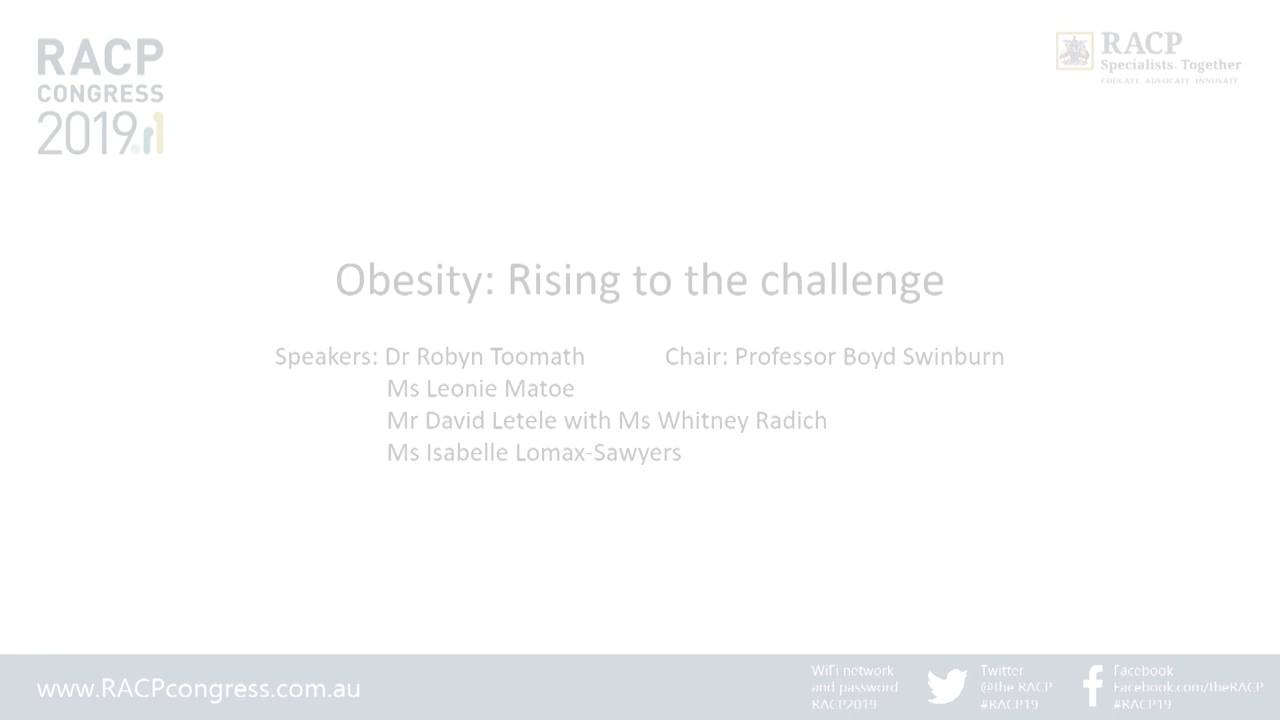 RACP
CONGRESS
2019
RACP
Specialists. Together
EDUCATE ADVOCATE INNOVATE
Obesity: Rising to the challenge
Speakers: Dr Robyn Toomath Chair: Professor Boyd Swinburn
Ms Leonie Matoe
Mr David Letele with Ms Whitney Radich
Ms Isabelle Lomax-Sawyers
www.RACPcongress.com.au
WiFi network
and password
RACP2019
Twitter
@the RACP
#RACP19
Facebook
Facebook.com/theRACP
#RACP19